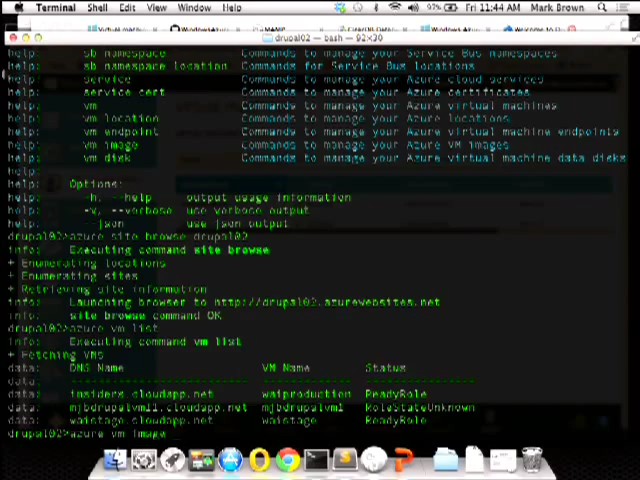 Terminal Shell Edit View Window Help 92% Fri 11:44 AM Mark Brown
drupal02 — bash — 92×30
help: sb namespace Commands to manage your Service Bus namespaces
help: sb namespace location Commands for Service Bus locations
help: service Commands to manage your Azure cloud services
help: service cert Commands to manage your Azure certificates
help: vm Commands to manage your Azure virtual machines
help: vm location Commands to manage your Azure locations
help: vm endpoint Commands to manage your Azure virtual machine endpoints
help: vm image Commands to manage your Azure VM images
help: vm disk Commands to manage your Azure virtual machine data disks
help:
help: Options:
help: -h, --help output usage information
help: -v, --verbose use verbose output
help: --json use json output
drupal02>azure site browse drupal02
info: Executing command site browse
+ Enumerating locations
+ Enumerating sites
+ Retrieving site information
info: Launching browser to http://drupal02.azurewebsites.net
info: site browse command OK
drupal02>azure vm list
info: Executing command vm list
+ Fetching VMs
data: DNS Name VM Name Status
data: ---------------------- -------------- ----------------
data: insiders.cloudapp.net waiproduction ReadyRole
data: mjbdrupalvm11.cloudapp.net mjbdrupalvm1 RoleStateUnknown
data: waistage.cloudapp.net waistage ReadyRole
drupal02>azure vm image